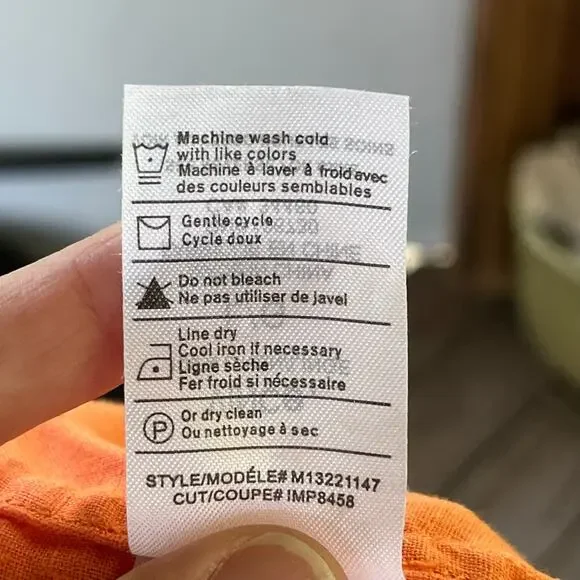 Machine wash cold
with like colors
Machine à laver à froid avec
des couleurs semblables
Gentle cycle
Cycle doux
Do not bleach
Ne pas utiliser de javel
Line dry
Cool iron if necessary
Ligne sèche
Fer froid si nécessaire
P
Or dry clean
Ou nettoyage à sec
STYLE/MODÉLE# M13221147
CUT/COUPE# IMP8458